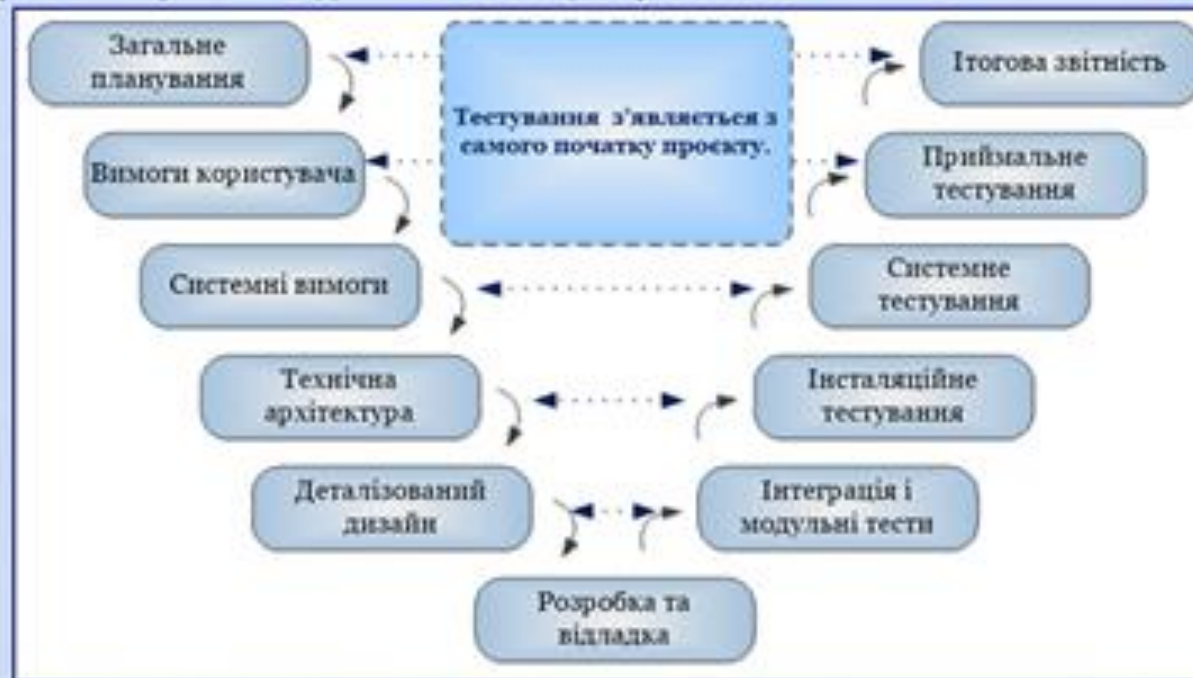 Загальне
планування
Тестування з'являється з
самого початку проєкту.
Ітогова звітність
Вимоги користувача
Приймальне
тестування
Системні вимоги
Системне
тестування
Технічна
архітектура
Інсталяційне
тестування
Деталізований
дизайн
Інтеграція і
модульні тести
Розробка та
відладка